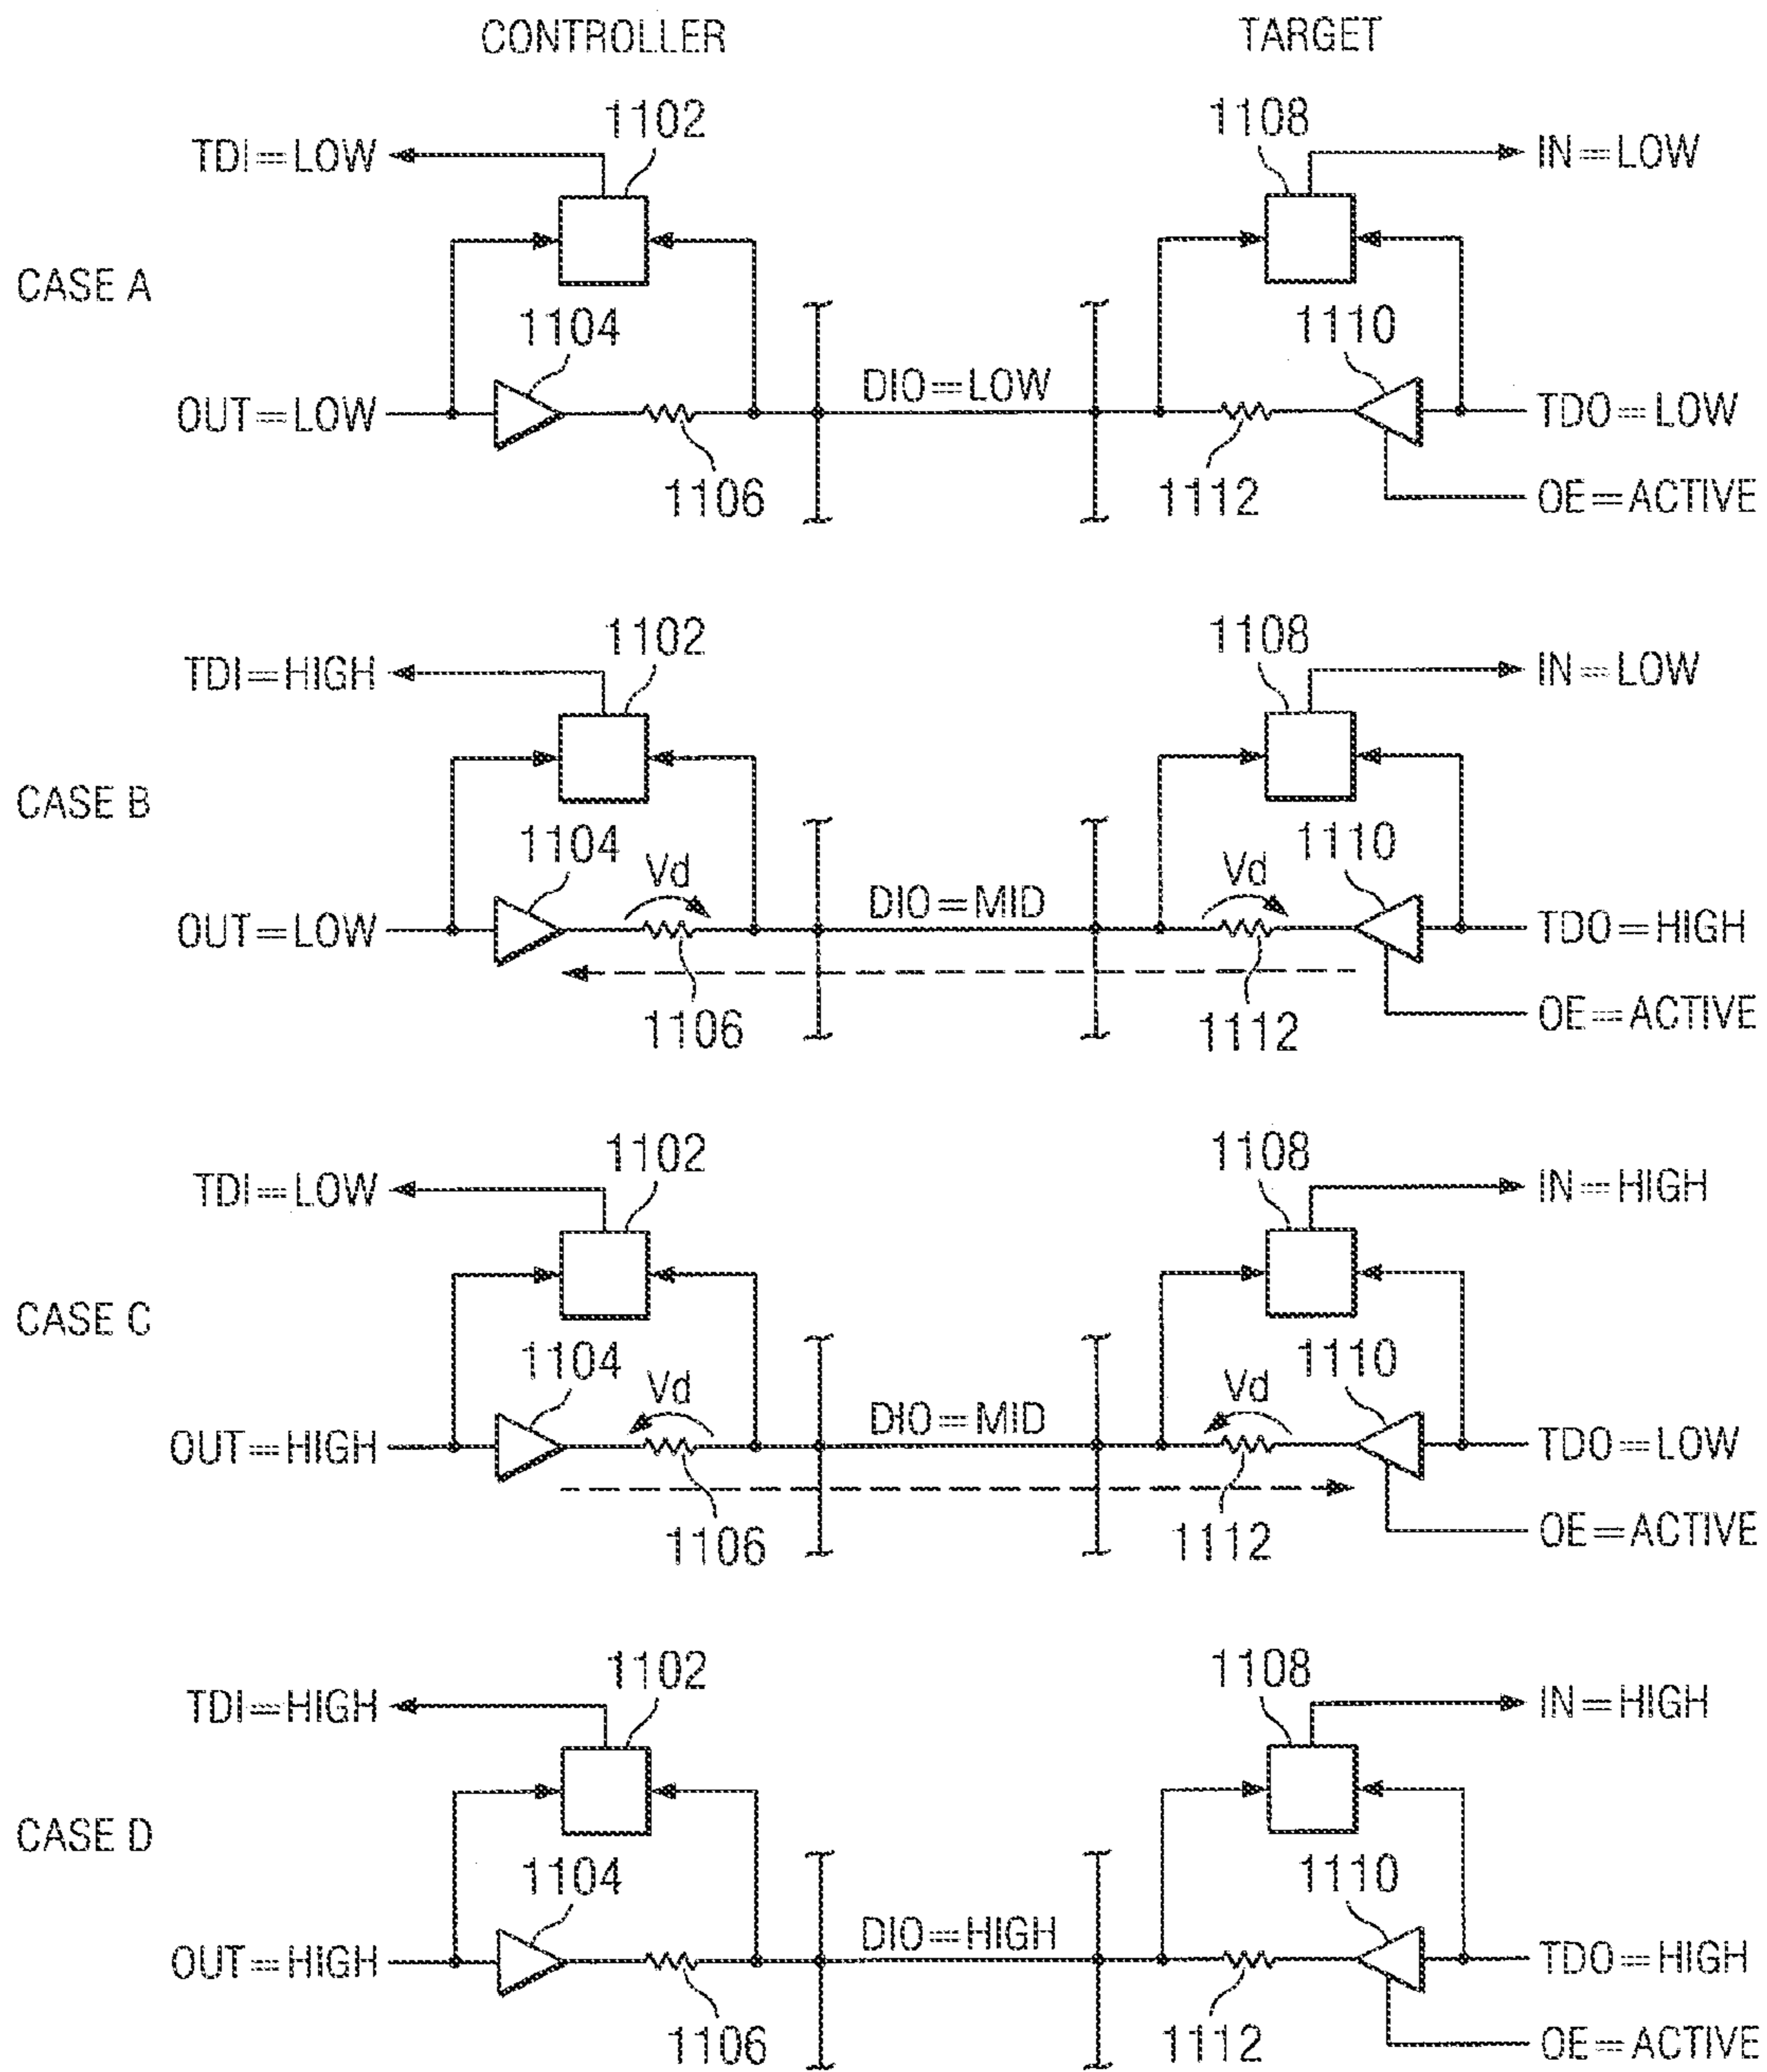 CONTROLLER TARGET
1102 1108
TDI=LOW IN=LOW
CASE A
1104 1110
DIO=LOW
OUT=LOW TDO=LOW
1106 1112 OE=ACTIVE
1102 1108
TDI=HIGH IN=LOW
CASE B
1104 Vd Vd 1110
DIO=MID
OUT=LOW TDO=HIGH
1106 1112 OE=ACTIVE
1102 1108
TDI=LOW IN=HIGH
CASE C
1104 Vd Vd 1110
DIO=MID
OUT=HIGH TDO=LOW
1106 1112 OE=ACTIVE
1102 1108
TDI=HIGH IN=HIGH
CASE D
1104 1110
DIO=HIGH
OUT=HIGH TDO=HIGH
1106 1112 OE=ACTIVE